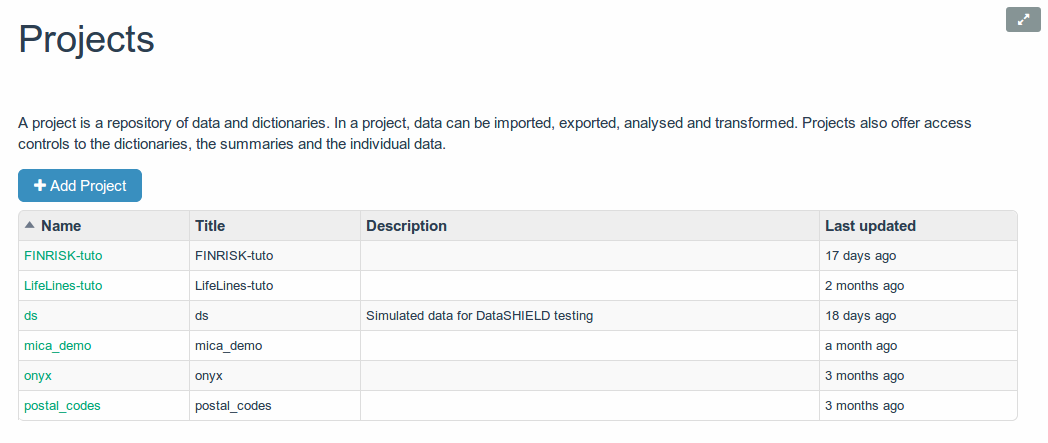 Projects
A project is a repository of data and dictionaries. In a project, data can be imported, exported, analysed and transformed. Projects also offer access
controls to the dictionaries, the summaries and the individual data.
Add Project
Name Title Description Last updated
FINRISK-tuto FINRISK-tuto 17 days ago
LifeLines-tuto LifeLines-tuto 2 months ago
ds ds Simulated data for DataSHIELD testing 18 days ago
mica_demo mica_demo a month ago
onyx onyx 3 months ago
postal_codes postal_codes 3 months ago